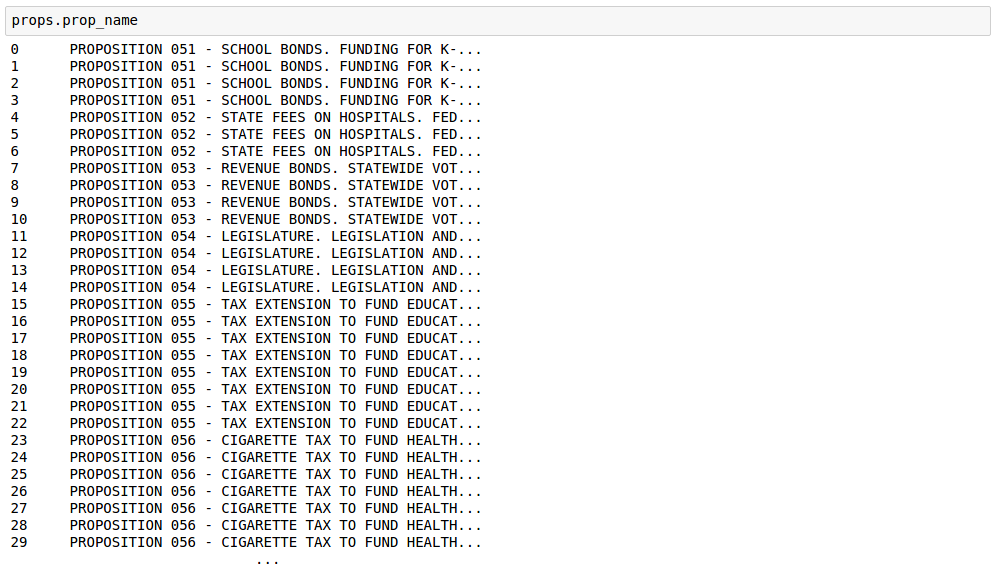 props.prop_name
0 PROPOSITION 051 - SCHOOL BONDS. FUNDING FOR K-...
1 PROPOSITION 051 - SCHOOL BONDS. FUNDING FOR K-...
2 PROPOSITION 051 - SCHOOL BONDS. FUNDING FOR K-...
3 PROPOSITION 051 - SCHOOL BONDS. FUNDING FOR K-...
4 PROPOSITION 052 - STATE FEES ON HOSPITALS. FED...
5 PROPOSITION 052 - STATE FEES ON HOSPITALS. FED...
6 PROPOSITION 052 - STATE FEES ON HOSPITALS. FED...
7 PROPOSITION 053 - REVENUE BONDS. STATEWIDE VOT...
8 PROPOSITION 053 - REVENUE BONDS. STATEWIDE VOT...
9 PROPOSITION 053 - REVENUE BONDS. STATEWIDE VOT...
10 PROPOSITION 053 - REVENUE BONDS. STATEWIDE VOT...
11 PROPOSITION 054 - LEGISLATURE. LEGISLATION AND...
12 PROPOSITION 054 - LEGISLATURE. LEGISLATION AND...
13 PROPOSITION 054 - LEGISLATURE. LEGISLATION AND...
14 PROPOSITION 054 - LEGISLATURE. LEGISLATION AND...
15 PROPOSITION 055 - TAX EXTENSION TO FUND EDUCAT...
16 PROPOSITION 055 - TAX EXTENSION TO FUND EDUCAT...
17 PROPOSITION 055 - TAX EXTENSION TO FUND EDUCAT...
18 PROPOSITION 055 - TAX EXTENSION TO FUND EDUCAT...
19 PROPOSITION 055 - TAX EXTENSION TO FUND EDUCAT...
20 PROPOSITION 055 - TAX EXTENSION TO FUND EDUCAT...
21 PROPOSITION 055 - TAX EXTENSION TO FUND EDUCAT...
22 PROPOSITION 055 - TAX EXTENSION TO FUND EDUCAT...
23 PROPOSITION 056 - CIGARETTE TAX TO FUND HEALTH...
24 PROPOSITION 056 - CIGARETTE TAX TO FUND HEALTH...
25 PROPOSITION 056 - CIGARETTE TAX TO FUND HEALTH...
26 PROPOSITION 056 - CIGARETTE TAX TO FUND HEALTH...
27 PROPOSITION 056 - CIGARETTE TAX TO FUND HEALTH...
28 PROPOSITION 056 - CIGARETTE TAX TO FUND HEALTH...
29 PROPOSITION 056 - CIGARETTE TAX TO FUND HEALTH...
...